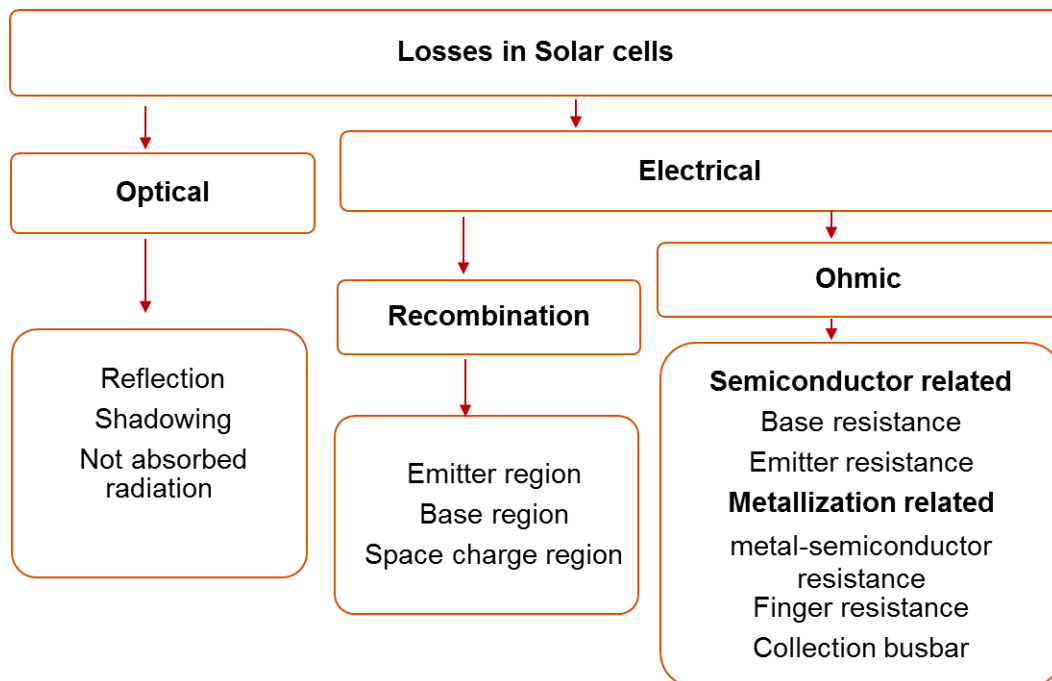 Losses in Solar cells
Optical
Electrical
Recombination
Ohmic
Reflection
Shadowing
Not absorbed
radiation
Emitter region
Base region
Space charge region
Semiconductor related
Base resistance
Emitter resistance
Metallization related
metal-semiconductor
resistance
Finger resistance
Collection busbar